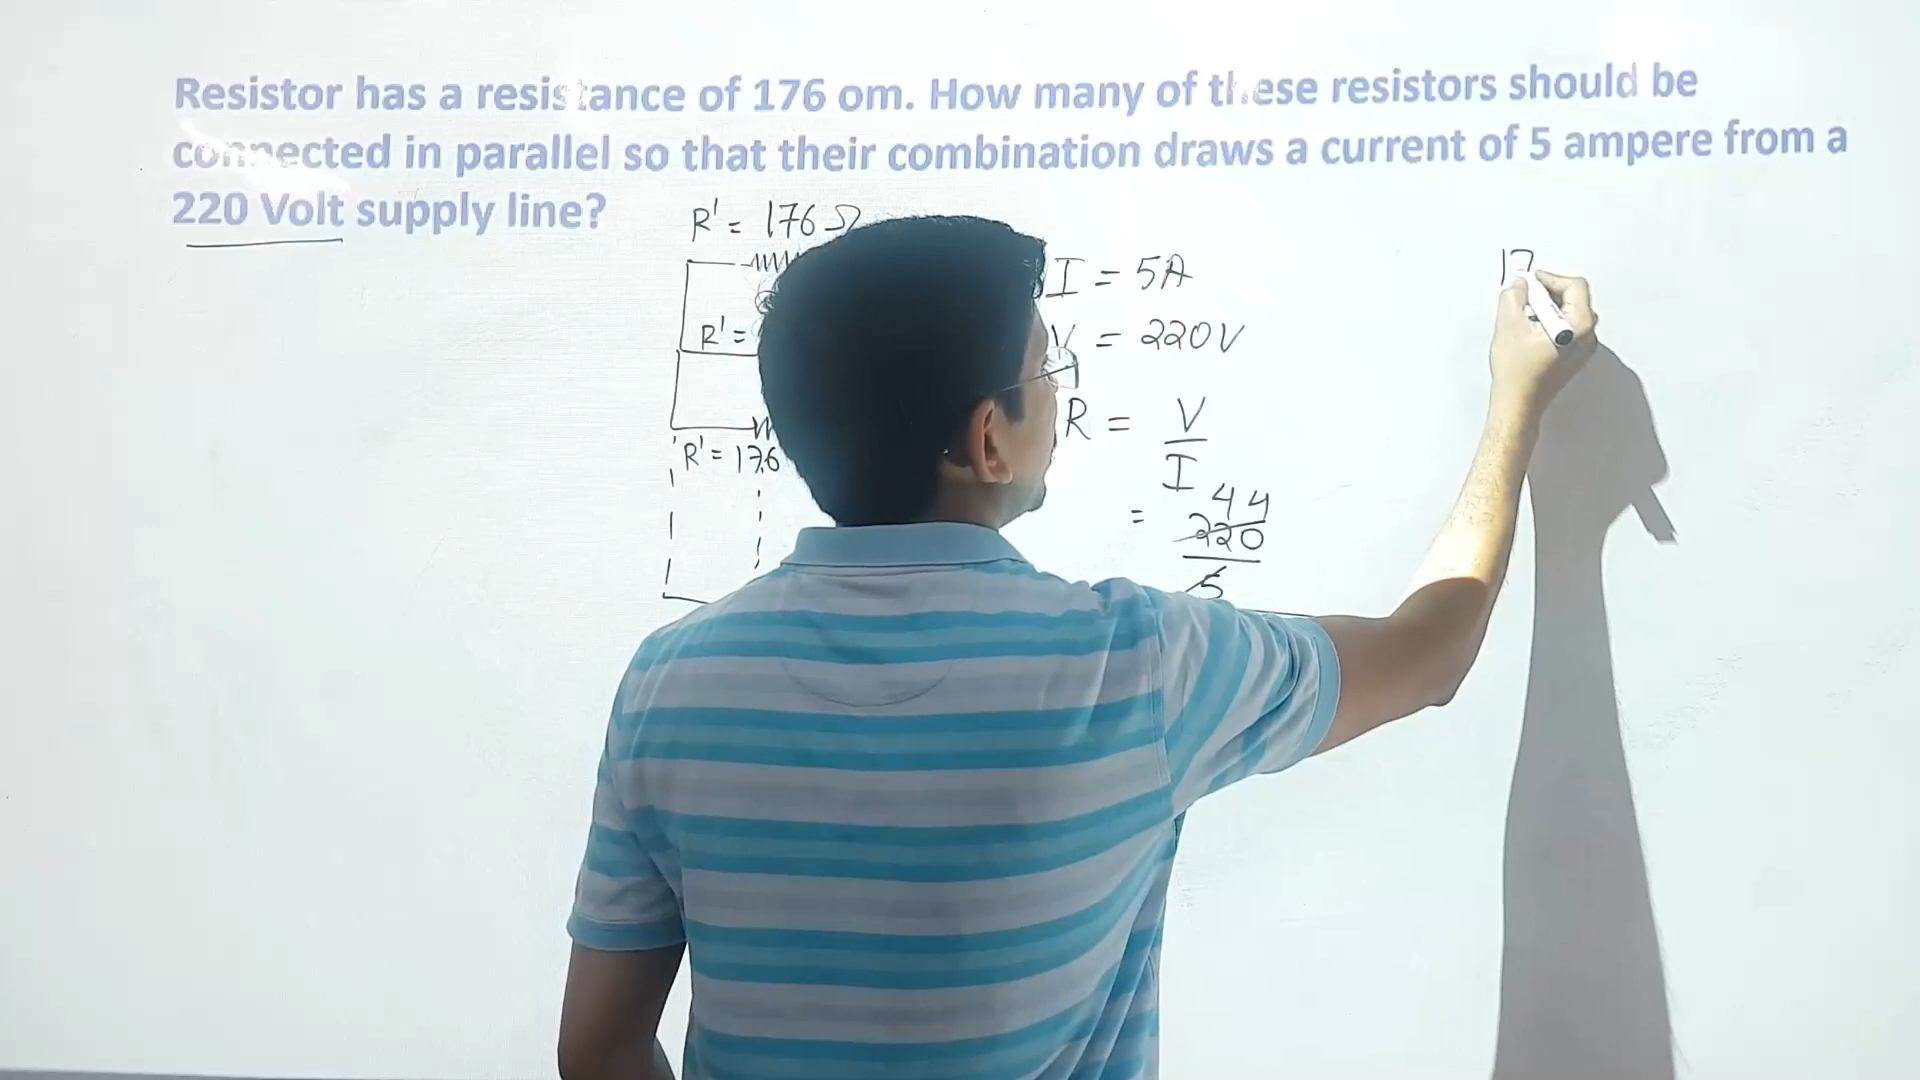 Resistor has a resistance of 176 om. How many of these resistors should be
connected in parallel so that their combination draws a current of 5 ampere from a
220 Volt supply line?
R' = 176 Ω
R' =
R' = 176
I = 5A
V = 220V
R = V
I
44
= 220
5
17